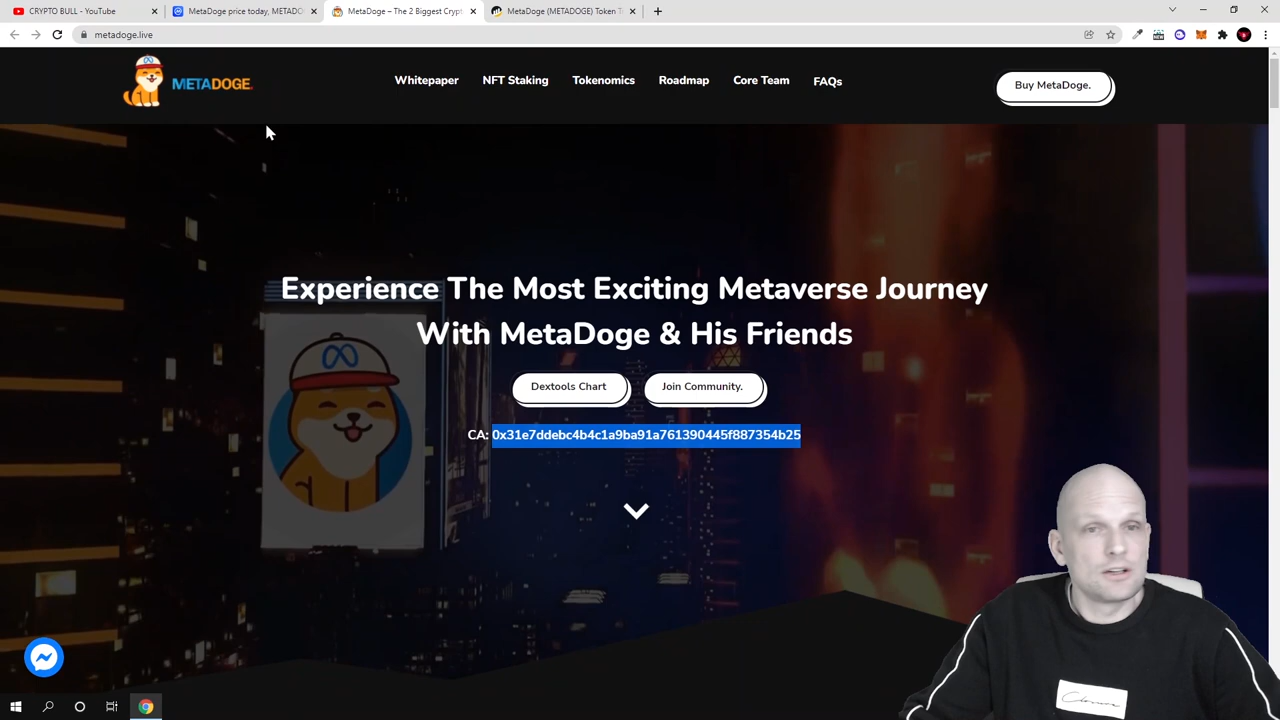 CRYPTO BULL - YouTube
MetaDoge price today, METADO
MetaDoge – The 2 Biggest Crypt
MetaDoge (METADOGE) Token Tr
metadoge.live
METADOGE
Whitepaper
NFT Staking
Tokenomics
Roadmap
Core Team
FAQs
Buy MetaDoge.
Experience The Most Exciting Metaverse Journey
With MetaDoge & His Friends
Dextools Chart
Join Community.
CA: 0x31e7ddebc4b4c1a9ba91a761390445f887354b25